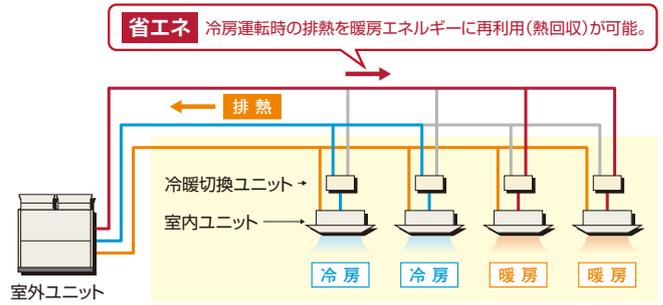 省エネ 冷房運転時の排熱を暖房エネルギーに再利用（熱回収）が可能。
排熱
冷暖切換ユニット
室内ユニット
冷房 冷房 暖房 暖房
室外ユニット